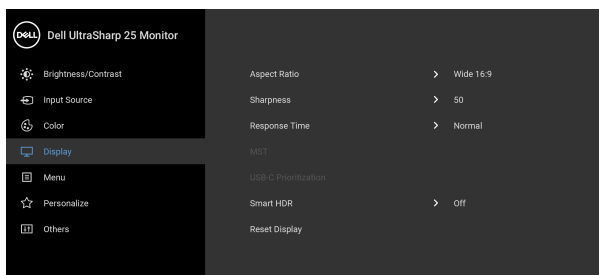 DELL Dell UltraSharp 25 Monitor
Brightness/Contrast
Input Source
Color
Display
Menu
Personalize
Others
Aspect Ratio > Wide 16:9
Sharpness > 50
Response Time > Normal
MST
USB-C Prioritization
Smart HDR > Off
Reset Display